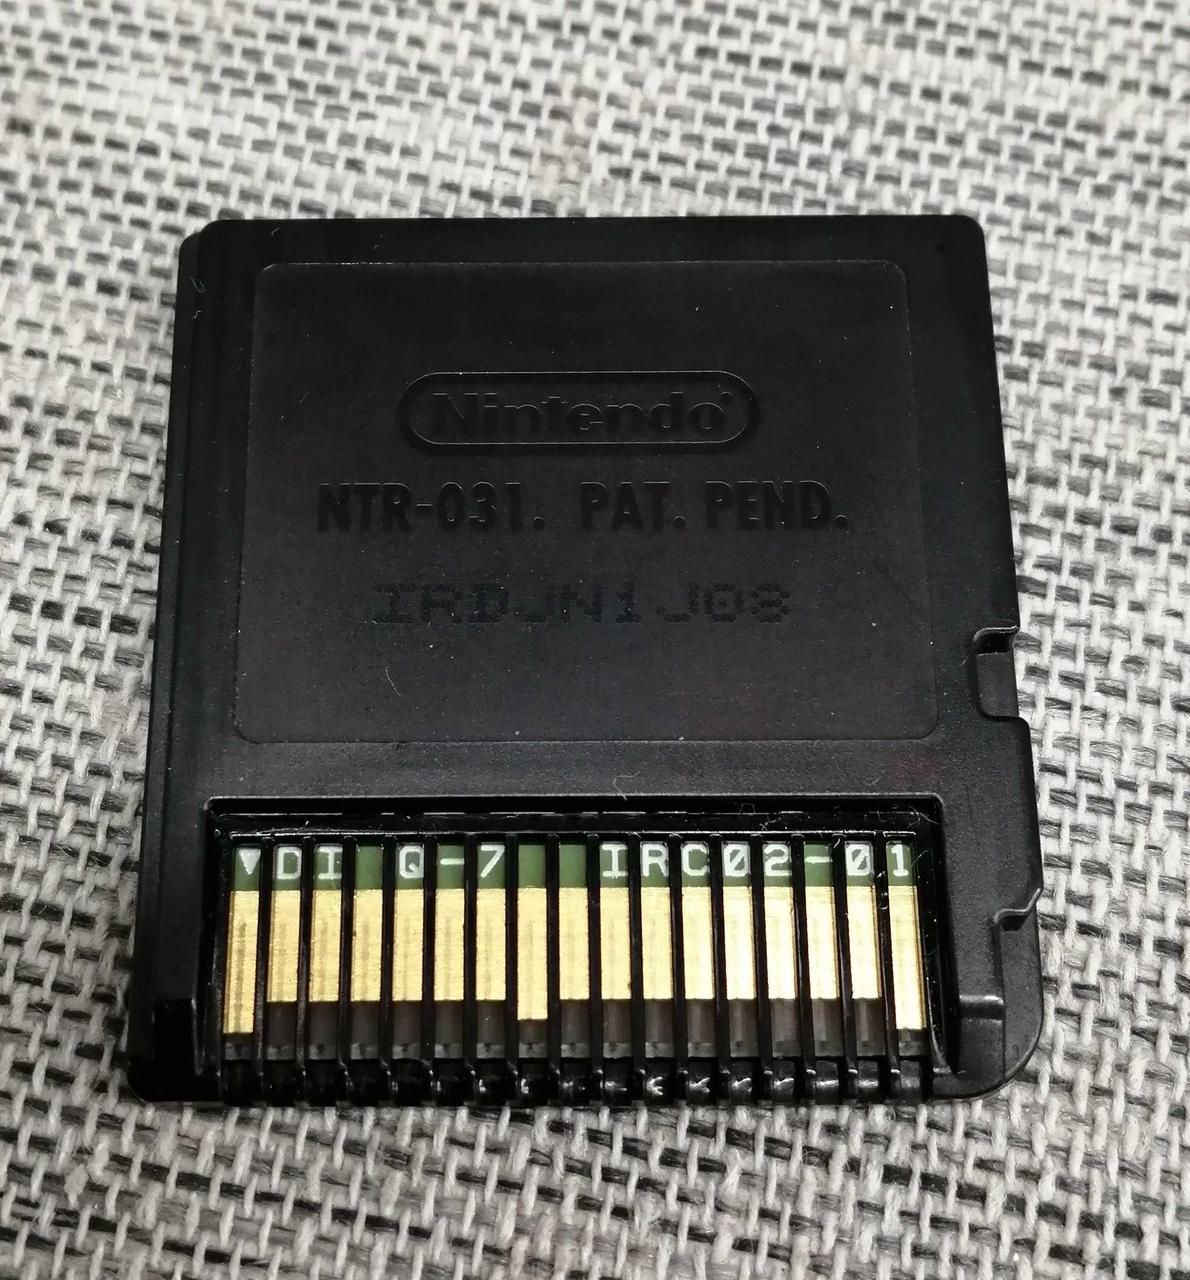 Nintendo®
NTR-031. PAT. PEND.
IRDJN1J08
▼DI Q-7 IRC02-01